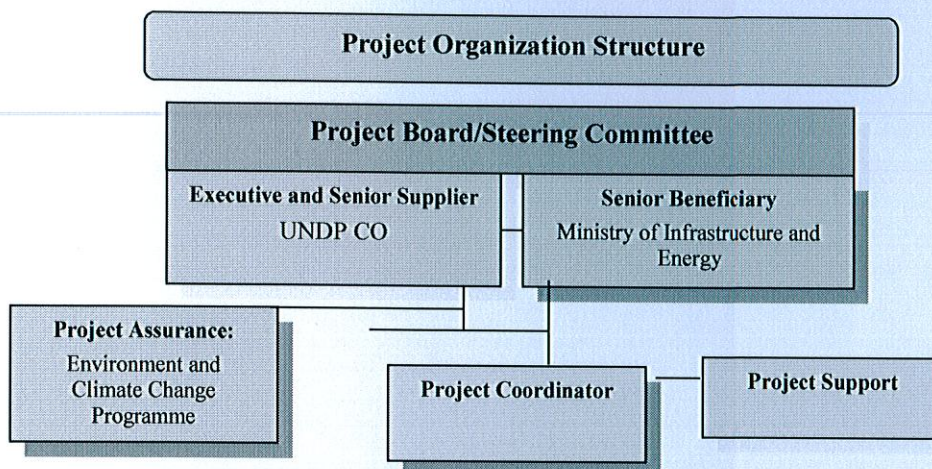 Project Organization Structure
Project Board/Steering Committee
Executive and Senior Supplier
UNDP CO
Senior Beneficiary
Ministry of Infrastructure and
Energy
Project Assurance:
Environment and
Climate Change
Programme
Project Coordinator
Project Support